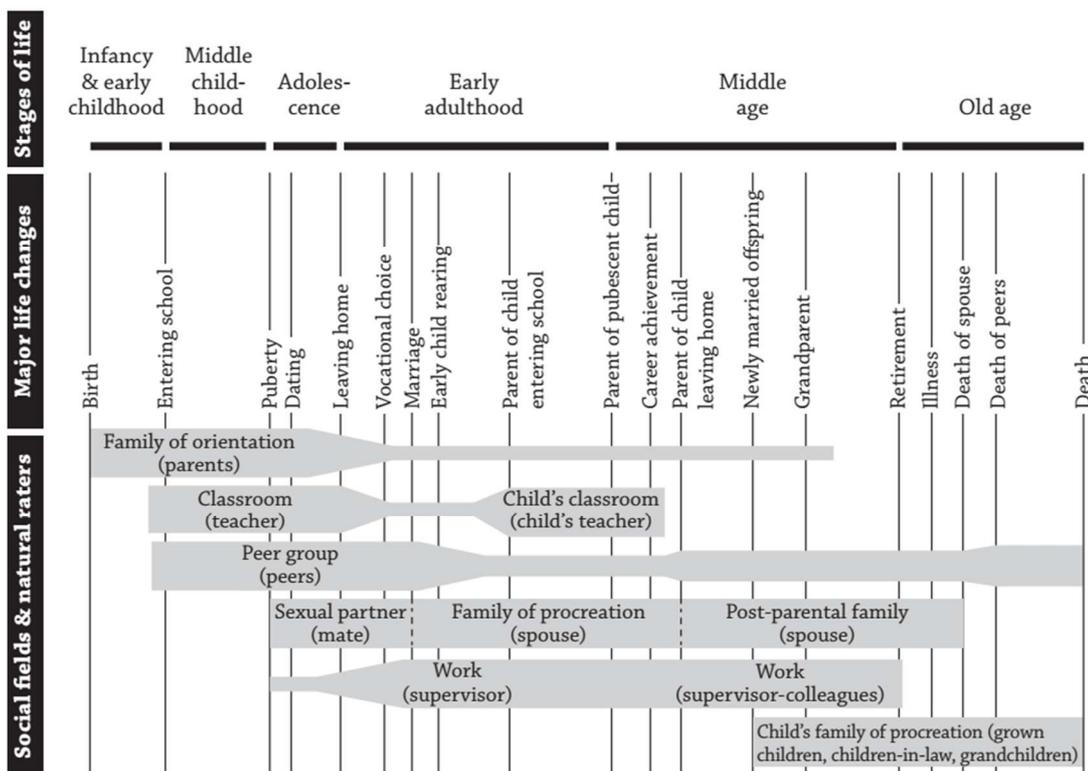 Stages of life
Infancy
& early
childhood
Middle
child-
hood
Adoles-
cence
Early
adulthood
Middle
age
Old age
Major life changes
Birth
Entering school
Puberty
Dating
Leaving home
Vocational choice
Marriage
Early child rearing
Parent of child
entering school
Parent of pubescent child
Career achievement
Parent of child
leaving home
Newly married offspring
Grandparent
Retirement
Illness
Death of spouse
Death of peers
Death
Social fields & natural raters
Family of orientation
(parents)
Classroom
(teacher)
Child's classroom
(child's teacher)
Peer group
(peers)
Sexual partner
(mate)
Family of procreation
(spouse)
Post-parental family
(spouse)
Work
(supervisor)
Work
(supervisor-colleagues)
Child's family of procreation (grown
children, children-in-law, grandchildren)